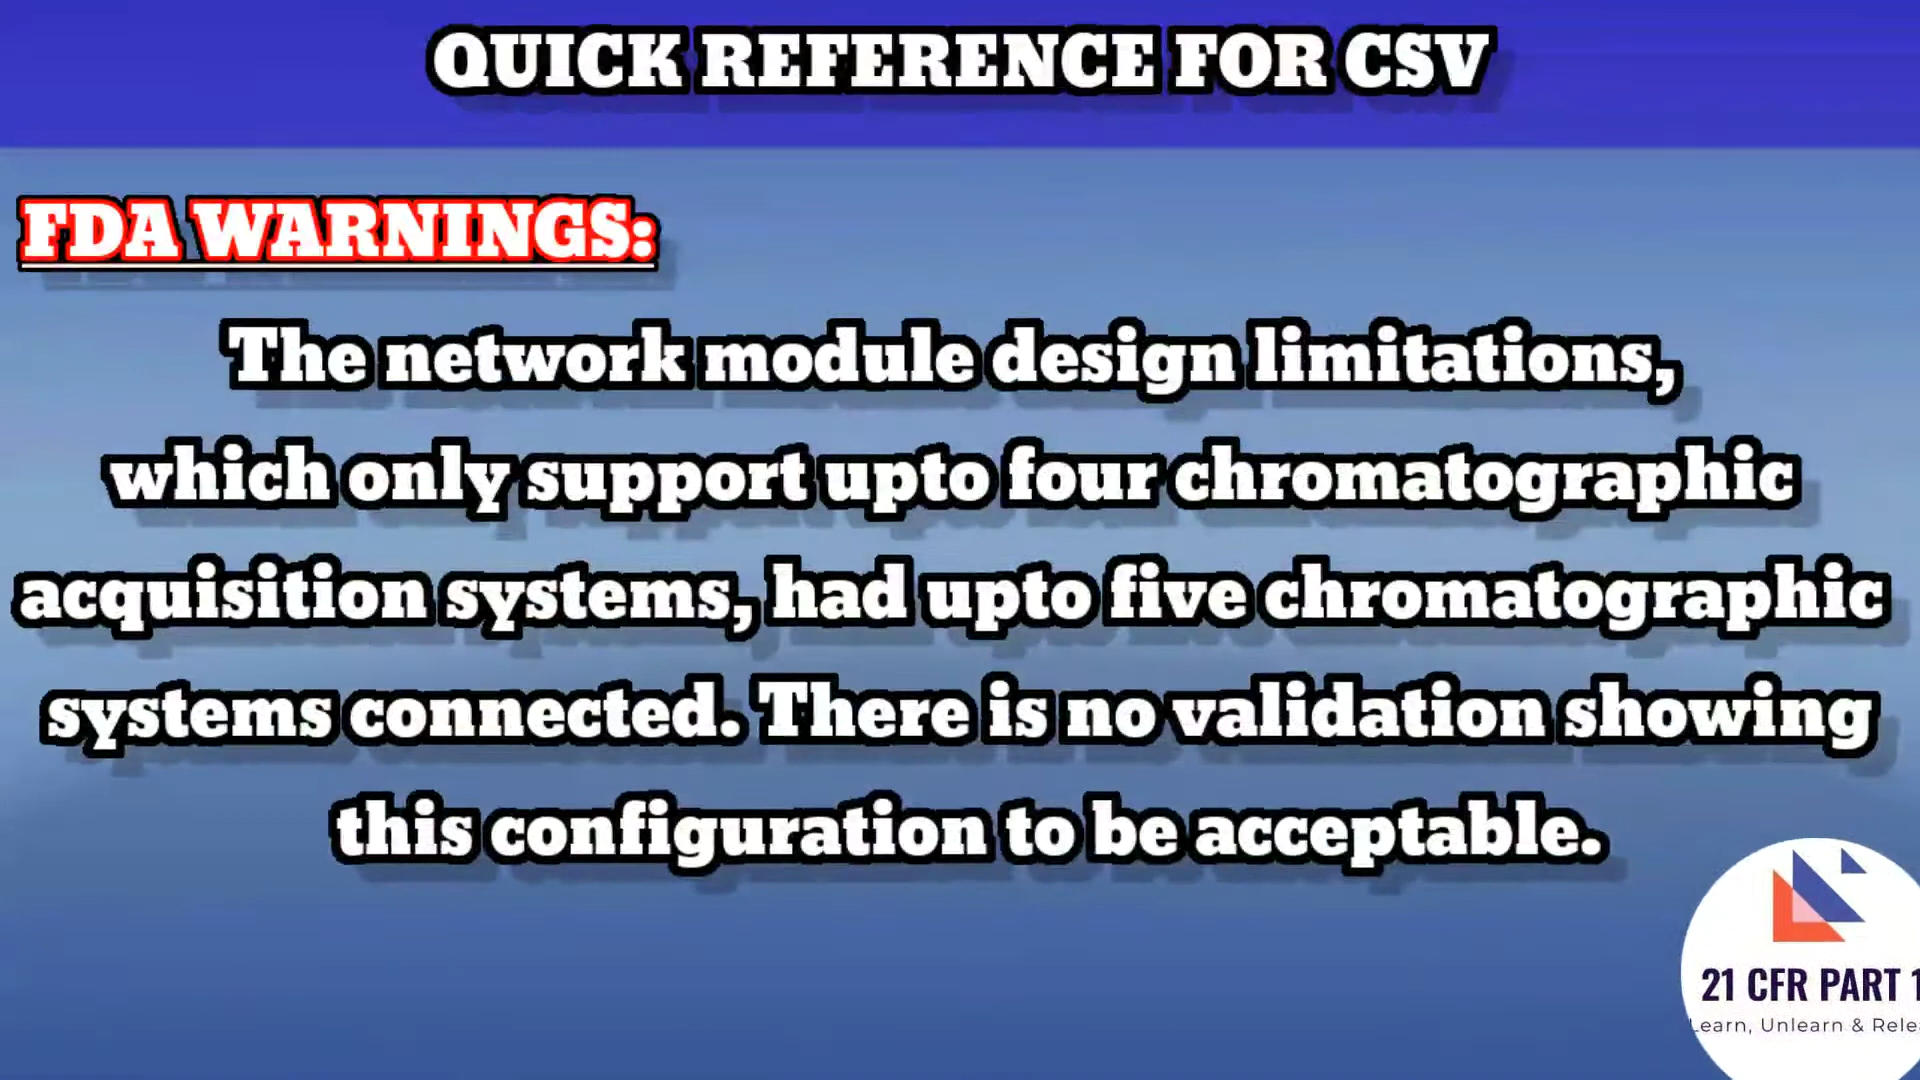 QUICK REFERENCE FOR CSV
FDA WARNINGS:
The network module design limitations,
which only support upto four chromatographic
acquisition systems, had upto five chromatographic
systems connected. There is no validation showing
this configuration to be acceptable.
21 CFR PART 1
Learn, Unlearn & Rele